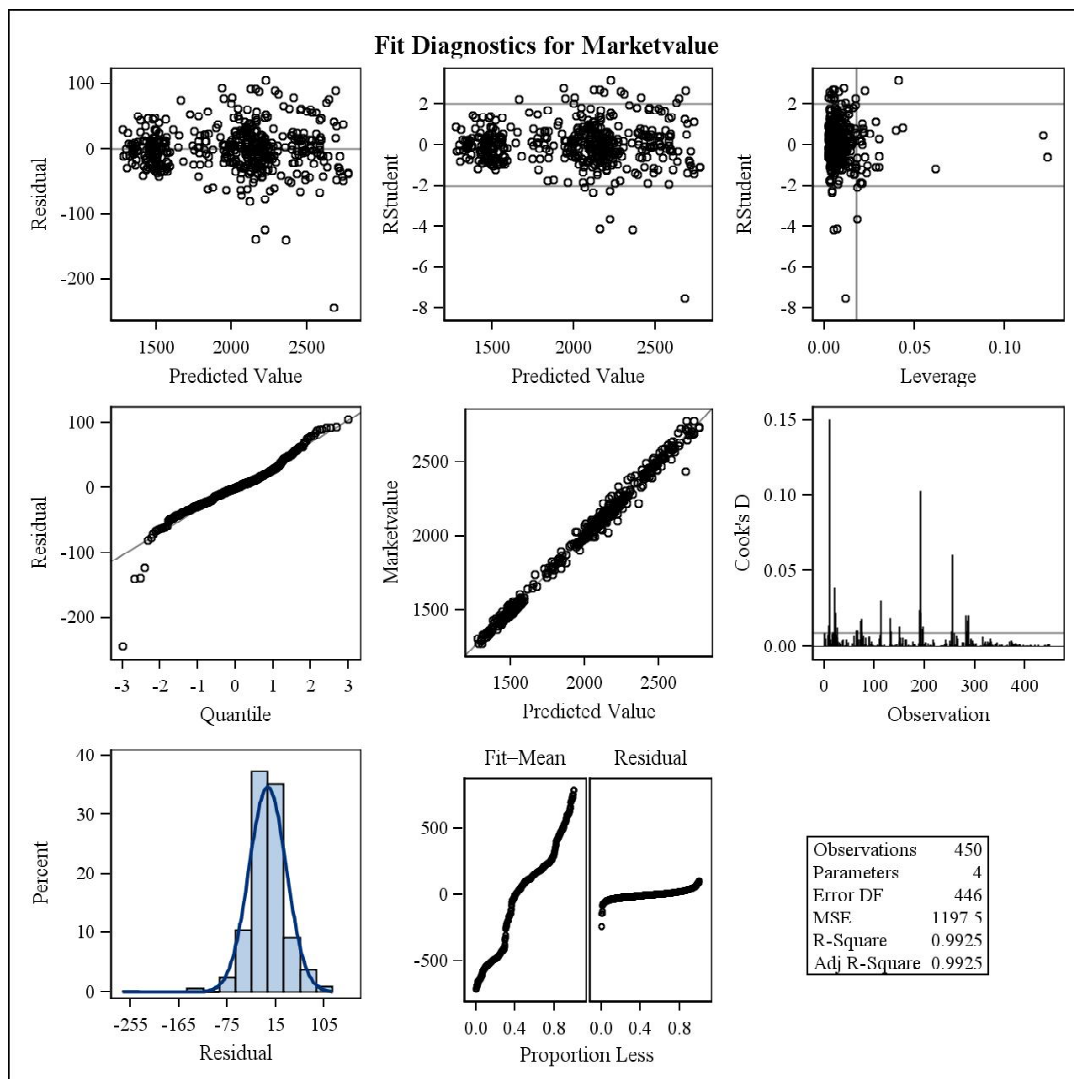 Fit Diagnostics for Marketvalue
100
0
-100
-200
Residual
1500 2000 2500
Predicted Value
2
0
-2
-4
-6
-8
RStudent
1500 2000 2500
Predicted Value
2
0
-2
-4
-6
-8
RStudent
0.00 0.05 0.10
Leverage
100
0
-100
-200
Residual
-3 -2 -1 0 1 2 3
Quantile
2500
2000
1500
Marketvalue
1500 2000 2500
Predicted Value
0.15
0.10
0.05
0.00
Cook's D
0 100 200 300 400
Observation
40
30
20
10
0
Percent
-255 -165 -75 15 105
Residual
Fit–Mean Residual
500
0
-500
0.0 0.4 0.8 0.0 0.4 0.8
Proportion Less
Observations 450
Parameters 4
Error DF 446
MSE 1197.5
R-Square 0.9925
Adj R-Square 0.9925